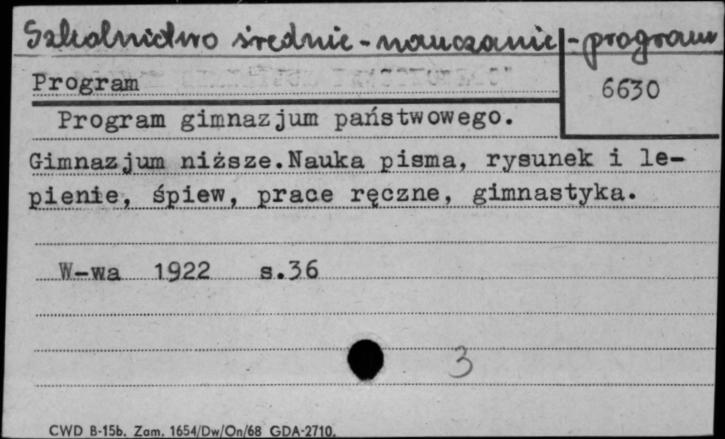 Szkolnictwo średnie - nauczanie - program
Program
6630
Program gimnazjum państwowego.
Gimnazjum niższe.Nauka pisma, rysunek i le-
pienie, śpiew, prace ręczne, gimnastyka.
W-wa 1922 s.36
3
CWD B-15b. Zam. 1654/Dw/On/68 GDA-2710.